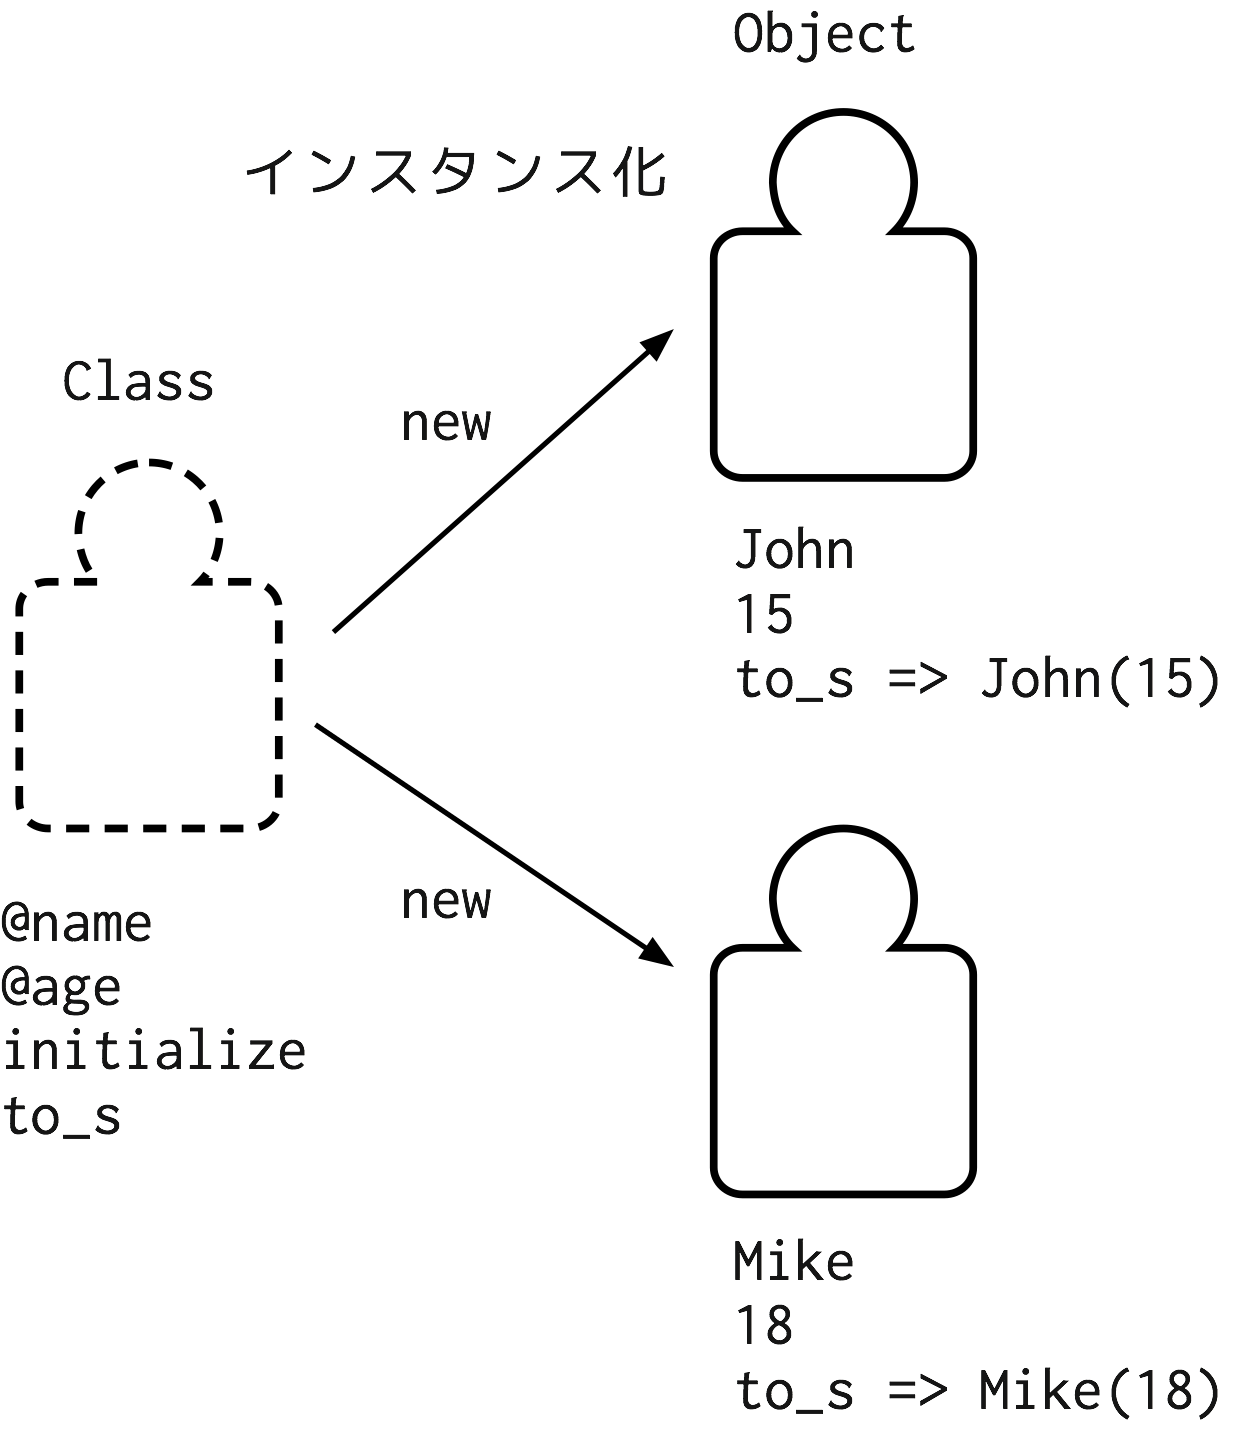 Object
インスタンス化
Class
new
John
15
to_s => John(15)
new
@name
@age
initialize
to_s
Mike
18
to_s => Mike(18)